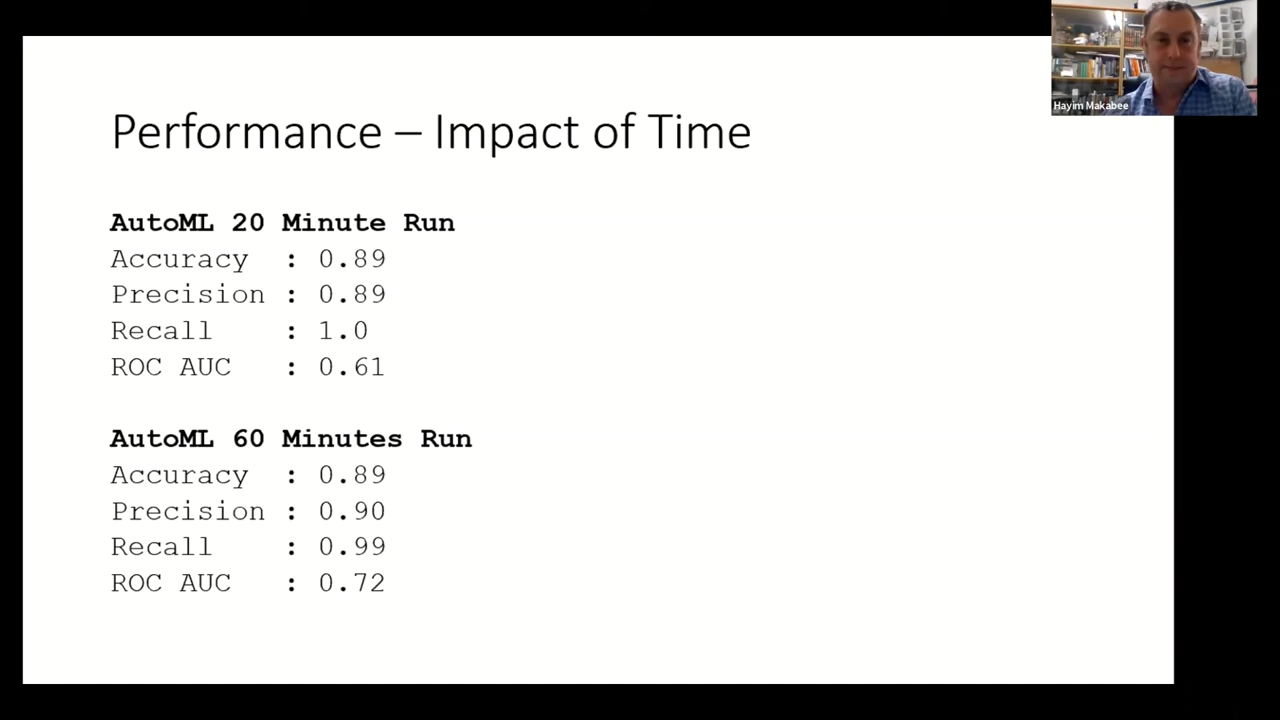 Hayim Makabee
Performance – Impact of Time
AutoML 20 Minute Run
Accuracy : 0.89
Precision : 0.89
Recall : 1.0
ROC AUC : 0.61
AutoML 60 Minutes Run
Accuracy : 0.89
Precision : 0.90
Recall : 0.99
ROC AUC : 0.72